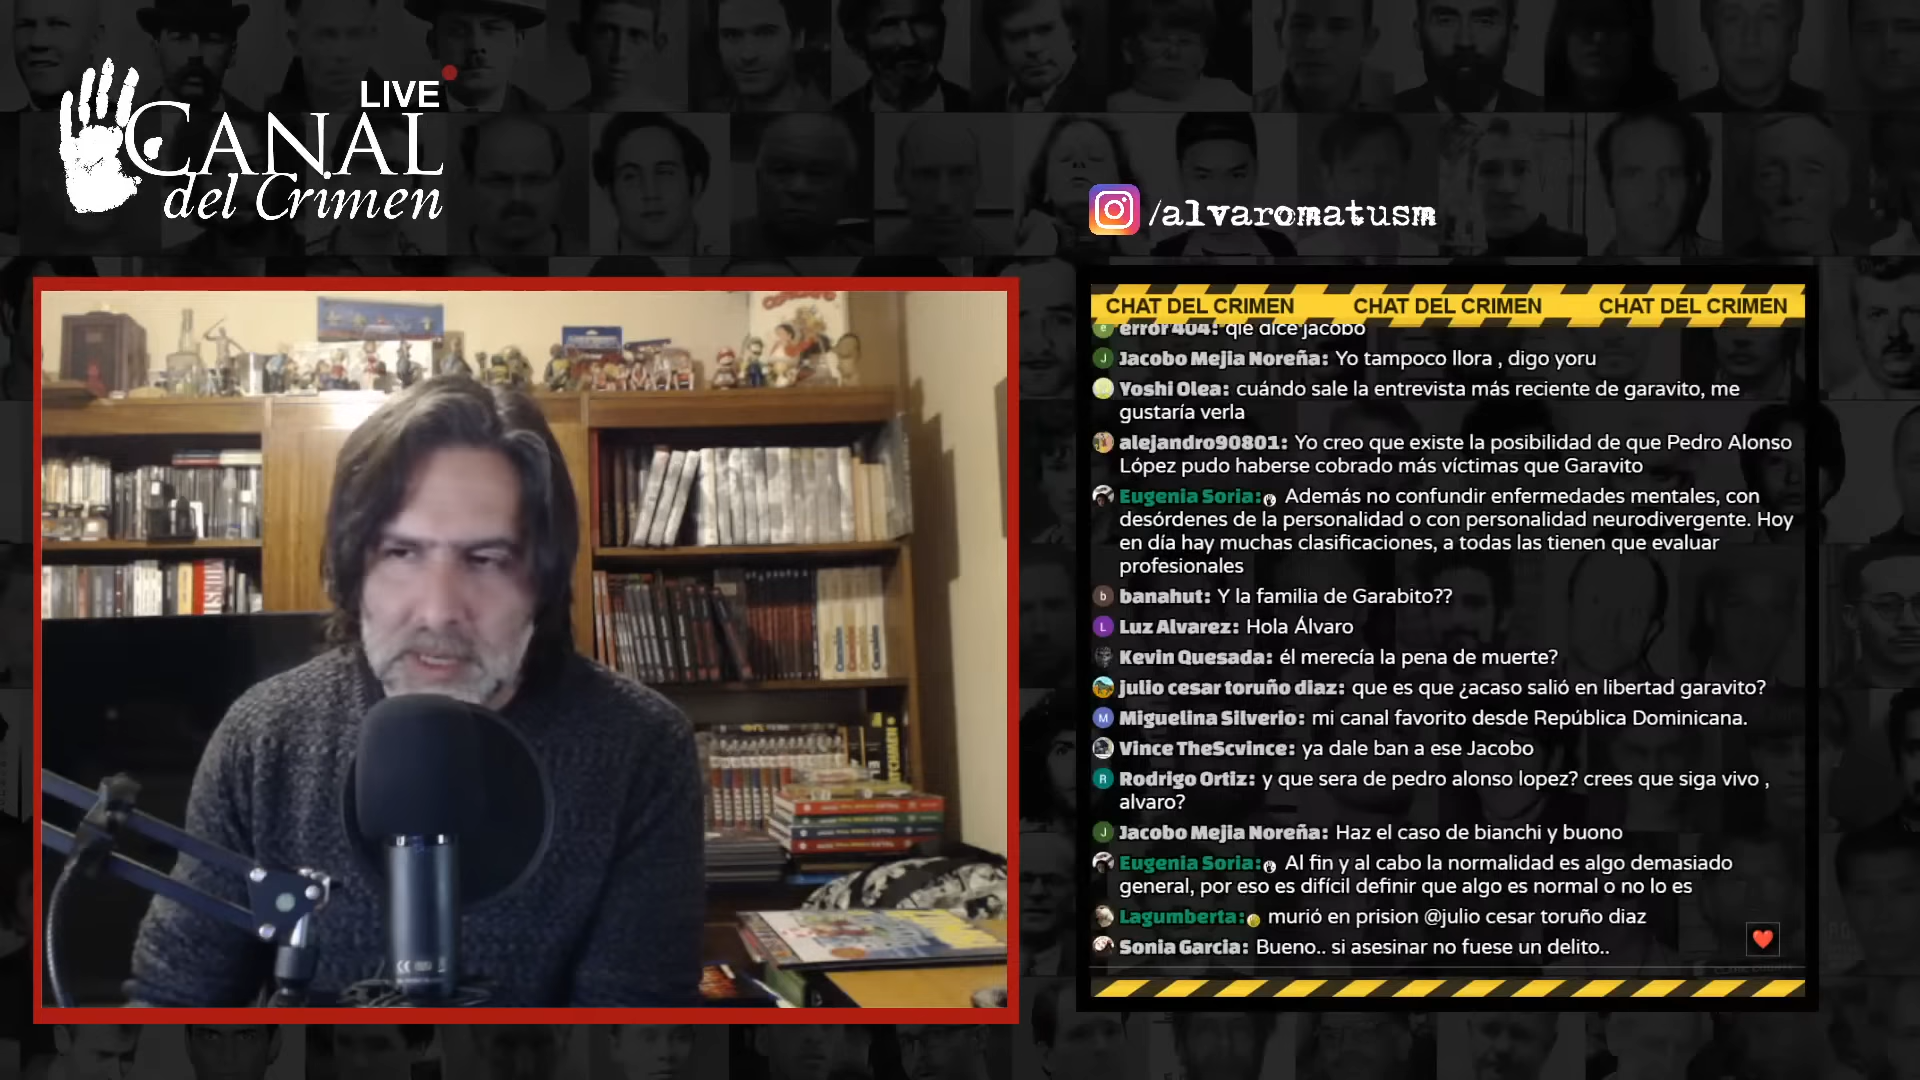 LIVE
CANAL
del Crimen
/alvaromatusm
CHAT DEL CRIMEN CHAT DEL CRIMEN CHAT DEL CRIMEN
error 404: qie dice jacobo
Jacobo Mejia Noreña: Yo tampoco llora , digo yoru
Yoshi Olea: cuándo sale la entrevista más reciente de garavito, me
gustaría verla
alejandro90801: Yo creo que existe la posibilidad de que Pedro Alonso
López pudo haberse cobrado más víctimas que Garavito
Eugenia Soria: Además no confundir enfermedades mentales, con
desórdenes de la personalidad o con personalidad neurodivergente. Hoy
en día hay muchas clasificaciones, a todas las tienen que evaluar
profesionales
banahut: Y la familia de Garabito??
Luz Alvarez: Hola Álvaro
Kevin Quesada: él merecía la pena de muerte?
julio cesar toruño diaz: que es que ¿acaso salió en libertad garavito?
Miguelina Silverio: mi canal favorito desde República Dominicana.
Vince TheScvince: ya dale ban a ese Jacobo
Rodrigo Ortiz: y que sera de pedro alonso lopez? crees que siga vivo ,
alvaro?
Jacobo Mejia Noreña: Haz el caso de bianchi y buono
Eugenia Soria: Al fin y al cabo la normalidad es algo demasiado
general, por eso es difícil definir que algo es normal o no lo es
Lagumberta: murió en prision @julio cesar toruño diaz
Sonia Garcia: Bueno.. si asesinar no fuese un delito..